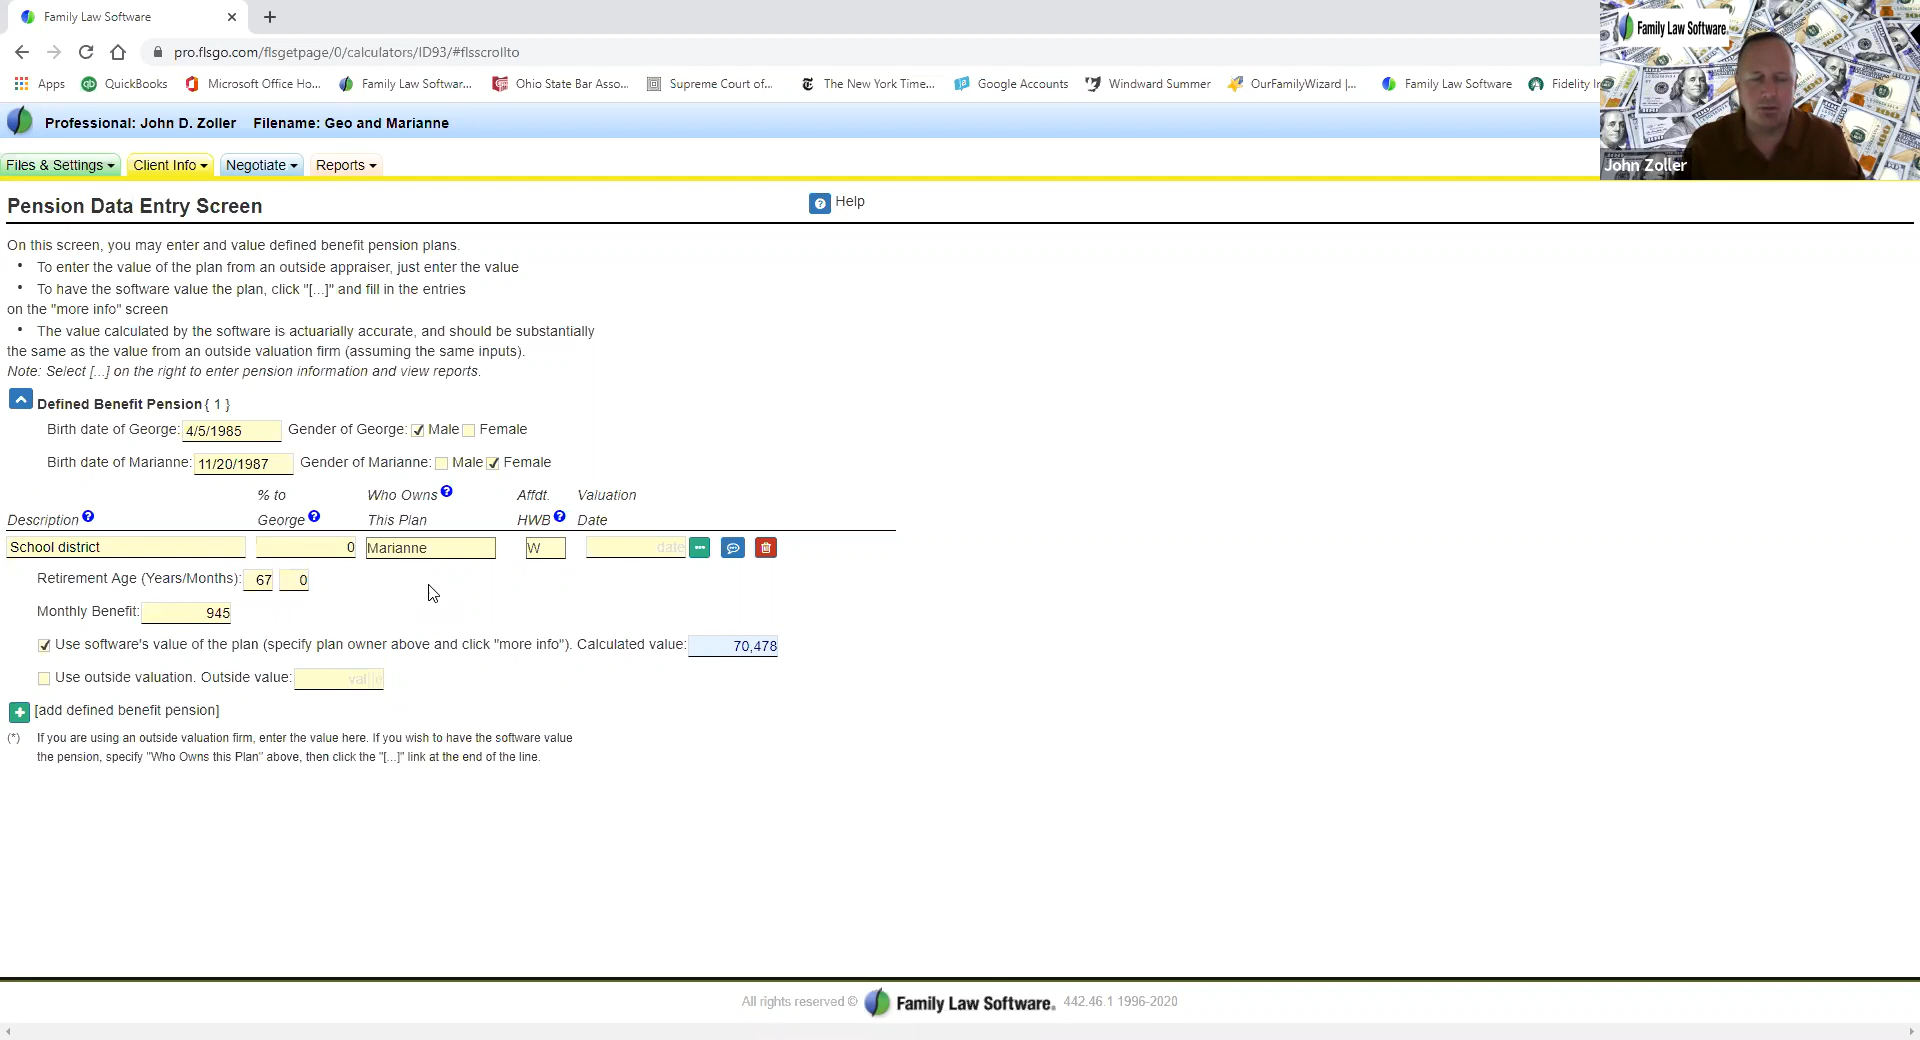 Family Law Software
pro.flsgo.com/flsgetpage/0/calculators/ID93/#flsscrollto
Apps QuickBooks Microsoft Office Ho... Family Law Softwar... Ohio State Bar Asso... Supreme Court of... The New York Time... Google Accounts Windward Summer OurFamilyWizard |... Family Law Software Fidelity
Family Law Software.
John Zoller
Professional: John D. Zoller Filename: Geo and Marianne
Files & Settings Client Info Negotiate Reports
Pension Data Entry Screen Help
On this screen, you may enter and value defined benefit pension plans.
• To enter the value of the plan from an outside appraiser, just enter the value
• To have the software value the plan, click "[...]" and fill in the entries
on the "more info" screen
• The value calculated by the software is actuarially accurate, and should be substantially
the same as the value from an outside valuation firm (assuming the same inputs).
Note: Select [...] on the right to enter pension information and view reports.
Defined Benefit Pension { 1 }
Birth date of George: 4/5/1985 Gender of George: Male Female
Birth date of Marianne: 11/20/1987 Gender of Marianne: Male Female
% to Who Owns Affdt. Valuation
Description George This Plan HWB Date
School district 0 Marianne W date
Retirement Age (Years/Months): 67 0
Monthly Benefit: 945
Use software's value of the plan (specify plan owner above and click "more info"). Calculated value: 70,478
Use outside valuation. Outside value: value
[add defined benefit pension]
(*) If you are using an outside valuation firm, enter the value here. If you wish to have the software value
the pension, specify "Who Owns this Plan" above, then click the "[...]" link at the end of the line.
All rights reserved © Family Law Software. 442.46.1 1996-2020